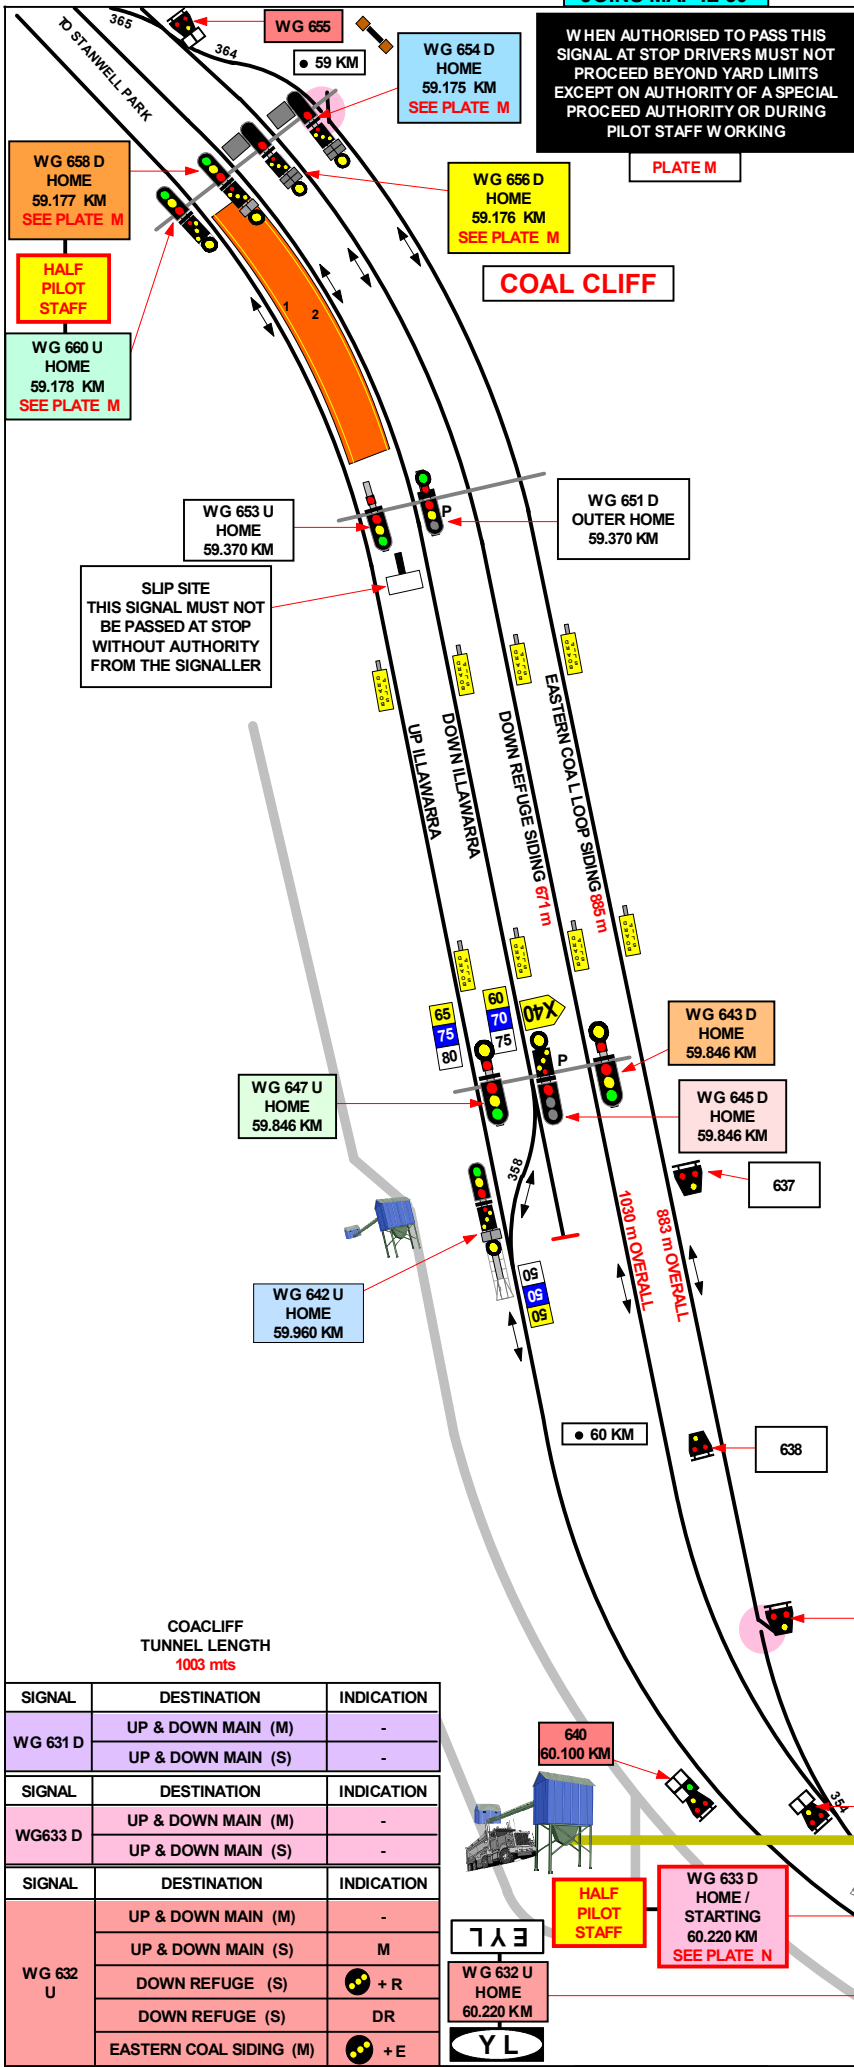 365
WG 655
TO STANWELL PARK
364
59 KM
WG 654 D
HOME
59.175 KM
SEE PLATE M
WHEN AUTHORISED TO PASS THIS
SIGNAL AT STOP DRIVERS MUST NOT
PROCEED BEYOND YARD LIMITS
EXCEPT ON AUTHORITY OF A SPECIAL
PROCEED AUTHORITY OR DURING
PILOT STAFF WORKING
PLATE M
WG 658 D
HOME
59.177 KM
SEE PLATE M
WG 656 D
HOME
59.176 KM
SEE PLATE M
HALF
PILOT
STAFF
COAL CLIFF
1
2
WG 660 U
HOME
59.178 KM
SEE PLATE M
WG 653 U
HOME
59.370 KM
P
WG 651 D
OUTER HOME
59.370 KM
SLIP SITE
THIS SIGNAL MUST NOT
BE PASSED AT STOP
WITHOUT AUTHORITY
FROM THE SIGNALLER
UP ILLAWARRA
DOWN ILLAWARRA
DOWN REFUGE SIDING 671 m
EASTERN COAL LOOP SIDING 885 m
65
75
80
60
70
75
X40
P
WG 643 D
HOME
59.846 KM
WG 647 U
HOME
59.846 KM
WG 645 D
HOME
59.846 KM
358
637
1030 m OVERALL
883 m OVERALL
50
50
50
WG 642 U
HOME
59.960 KM
60 KM
638
COACLIFF
TUNNEL LENGTH
1003 mts
SIGNAL DESTINATION INDICATION
WG 631 D
UP & DOWN MAIN (M) -
UP & DOWN MAIN (S) -
SIGNAL DESTINATION INDICATION
WG633 D
UP & DOWN MAIN (M) -
UP & DOWN MAIN (S) -
SIGNAL DESTINATION INDICATION
WG 632
U
UP & DOWN MAIN (M) -
UP & DOWN MAIN (S) M
DOWN REFUGE (S) + R
DOWN REFUGE (S) DR
EASTERN COAL SIDING (M) + E
640
60.100 KM
354
HALF
PILOT
STAFF
WG 633 D
HOME /
STARTING
60.220 KM
SEE PLATE N
EYL
WG 632 U
HOME
60.220 KM
YL